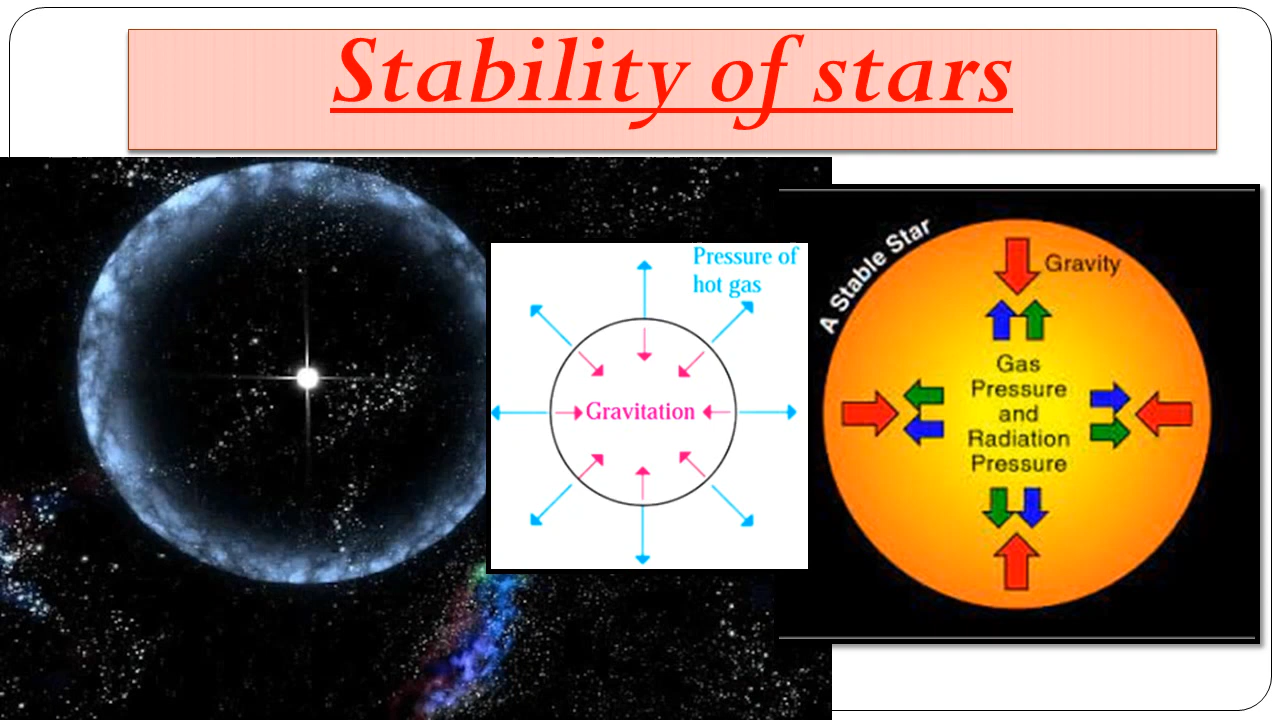 Stability of stars
Pressure of
hot gas
Gravitation
A Stable Star
Gravity
Gas
Pressure
and
Radiation
Pressure